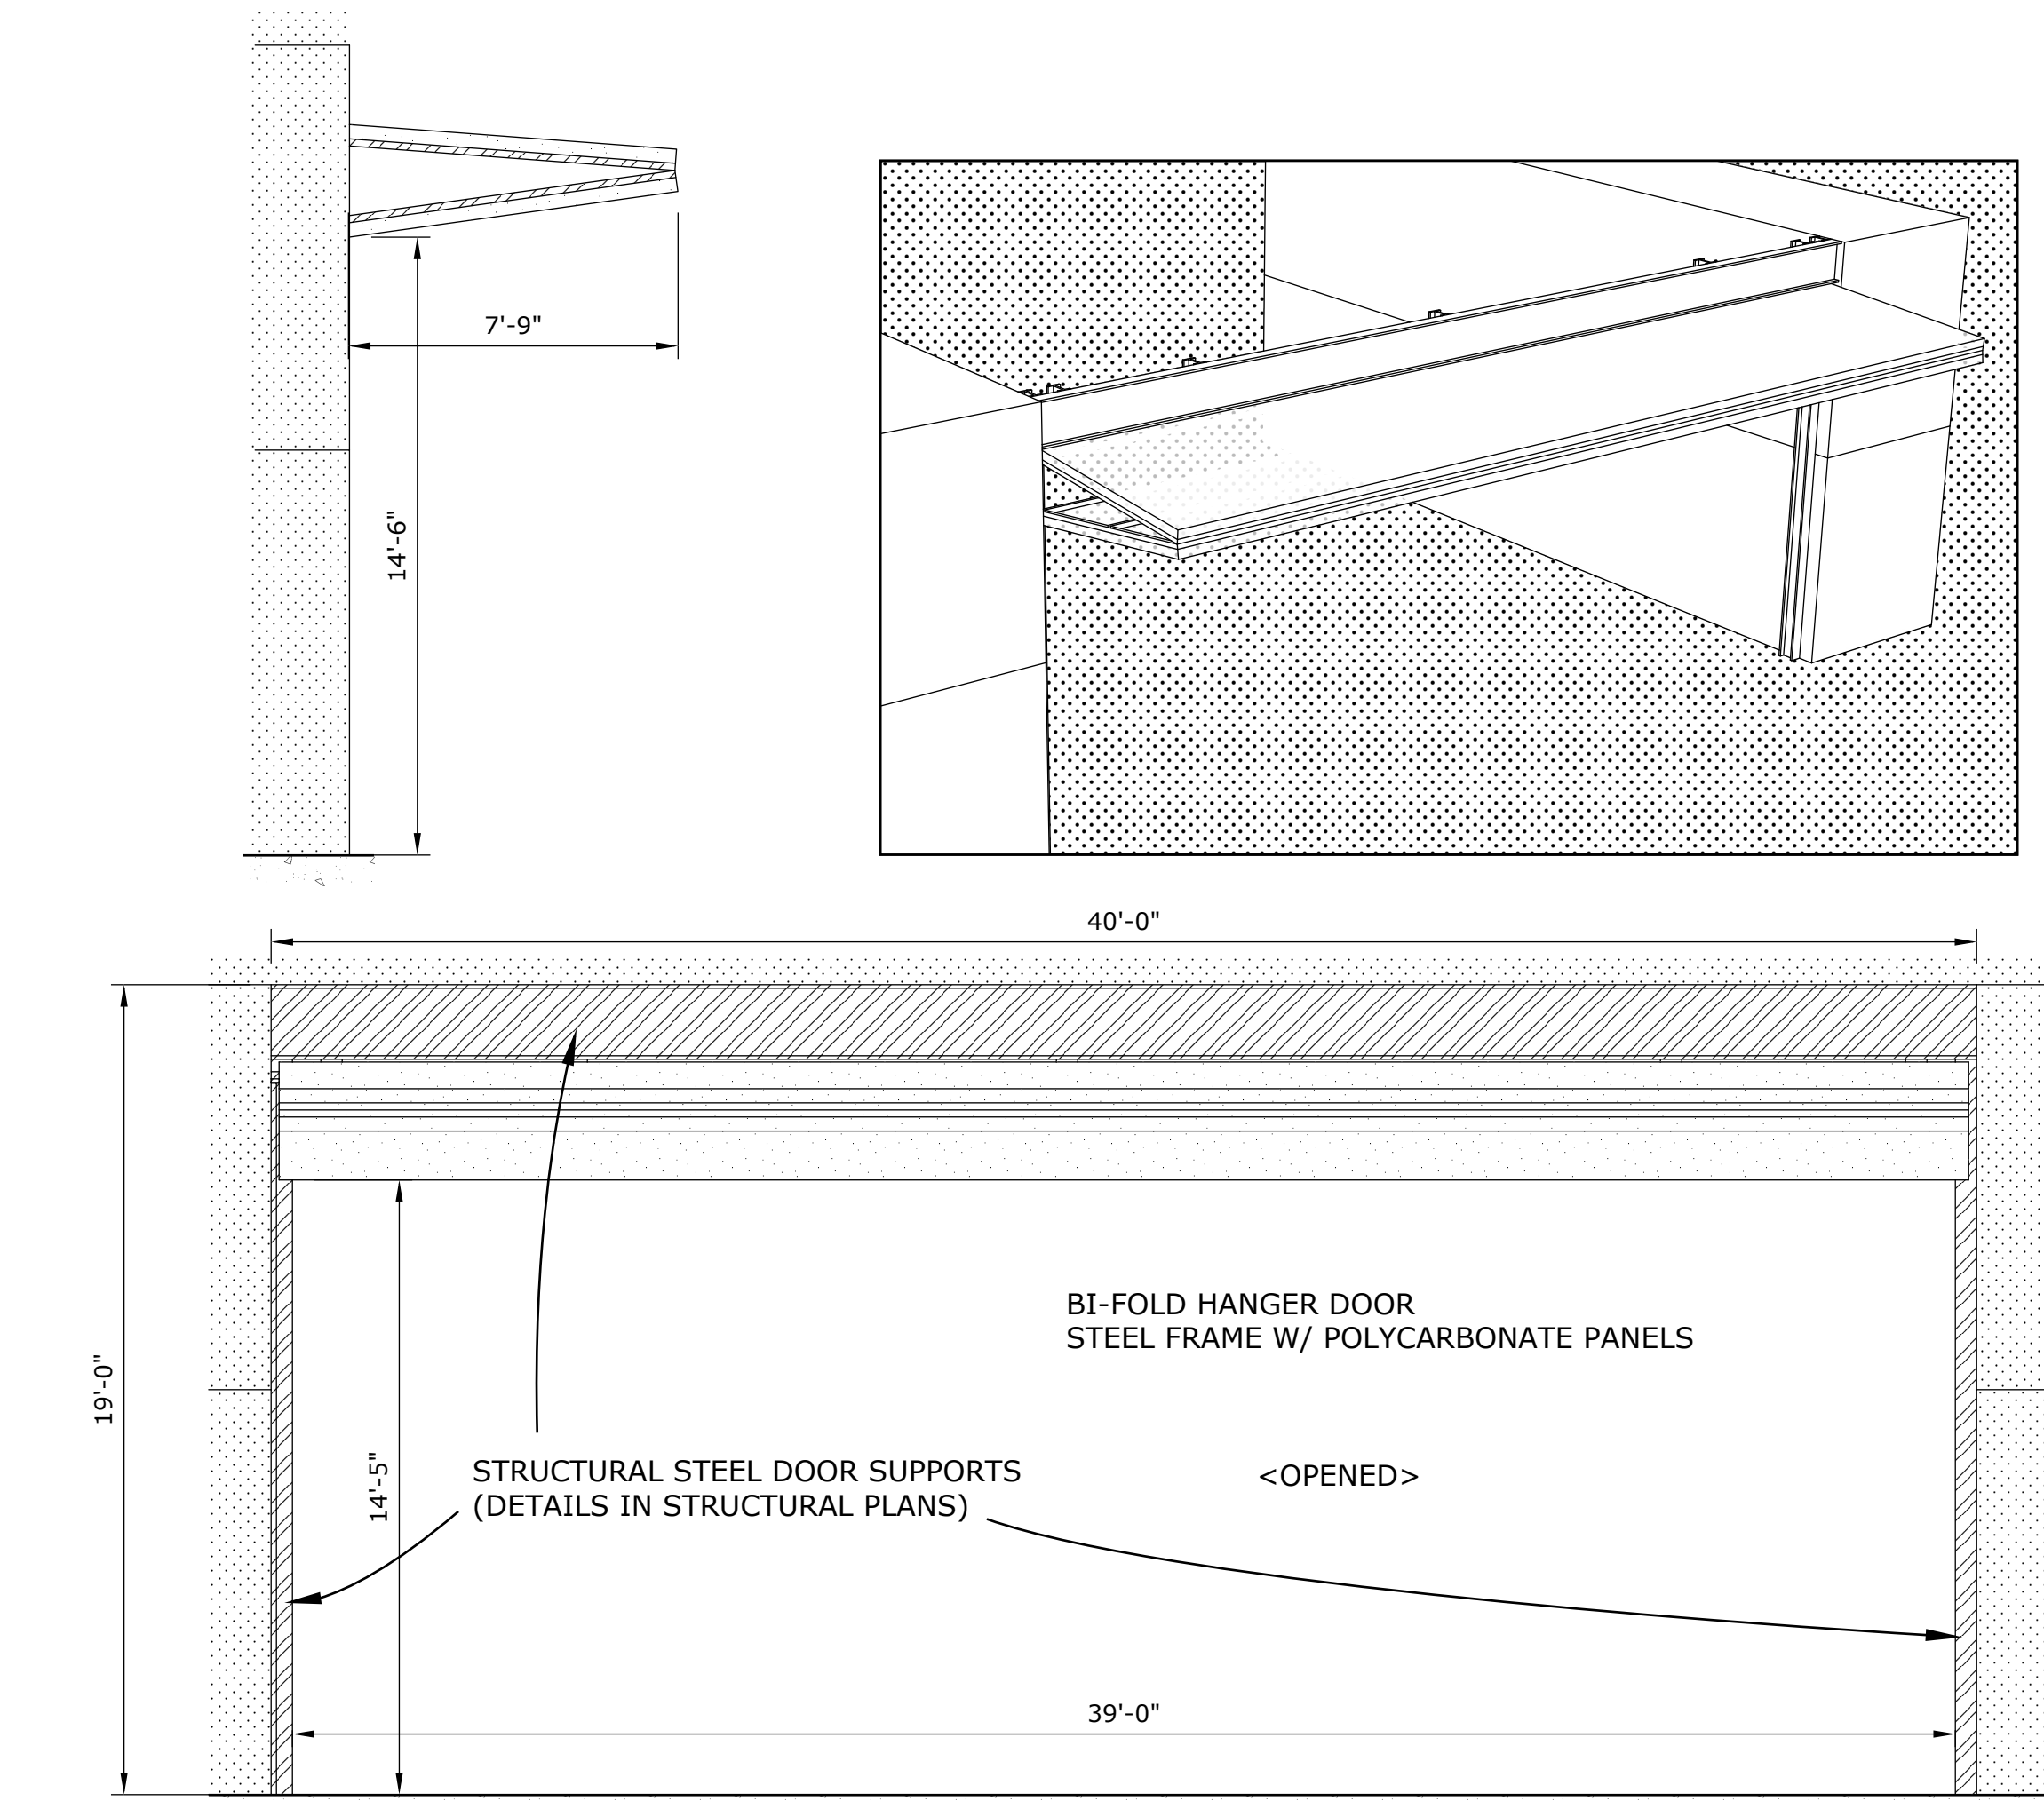 7'-9"
14'-6"
40'-0"
BI-FOLD HANGER DOOR
STEEL FRAME W/ POLYCARBONATE PANELS
19'-0"
STRUCTURAL STEEL DOOR SUPPORTS
(DETAILS IN STRUCTURAL PLANS)
<OPENED>
14'-5"
39'-0"